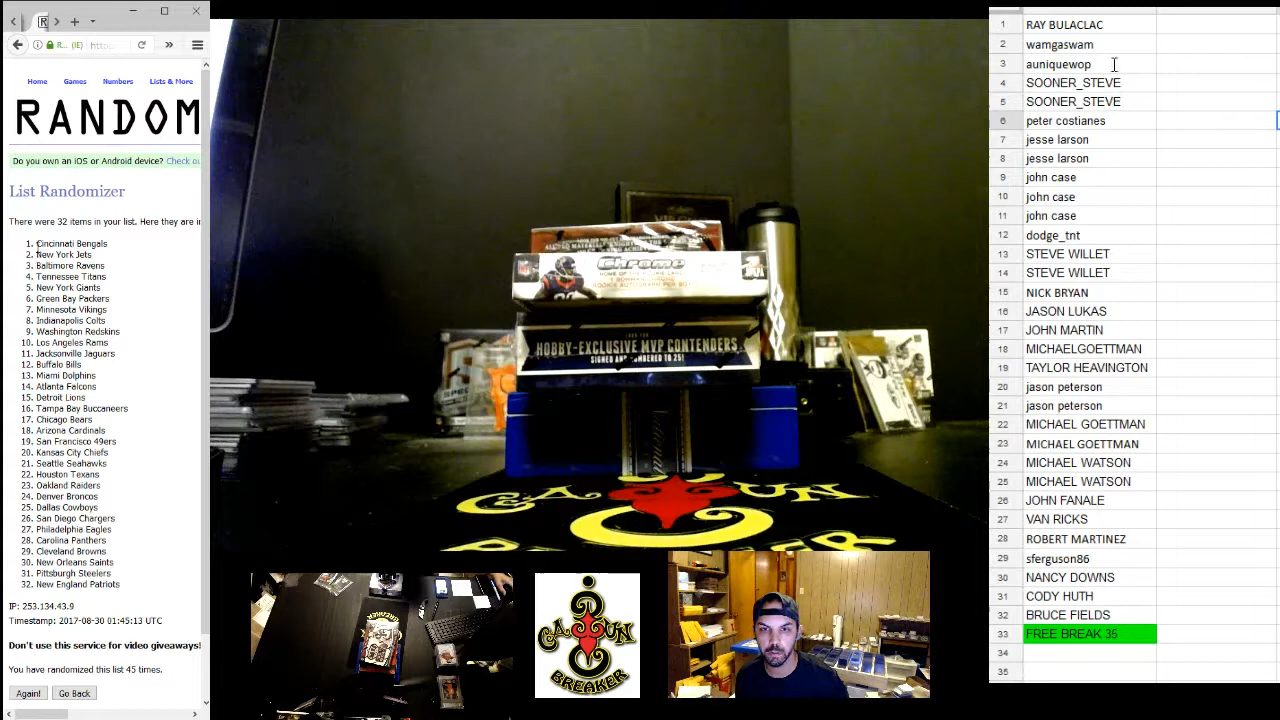 R
R... (IE)
https:
Home Games Numbers Lists & More
RANDOM
Do you own an iOS or Android device? Check ou
List Randomizer
There were 32 items in your list. Here they are i
1. Cincinnati Bengals
2. New York Jets
3. Baltimore Ravens
4. Tennessee Titans
5. New York Giants
6. Green Bay Packers
7. Minnesota Vikings
8. Indianapolis Colts
9. Washington Redskins
10. Los Angeles Rams
11. Jacksonville Jaguars
12. Buffalo Bills
13. Miami Dolphins
14. Atlanta Falcons
15. Detroit Lions
16. Tampa Bay Buccaneers
17. Chicago Bears
18. Arizona Cardinals
19. San Francisco 49ers
20. Kansas City Chiefs
21. Seattle Seahawks
22. Houston Texans
23. Oakland Raiders
24. Denver Broncos
25. Dallas Cowboys
26. San Diego Chargers
27. Philadelphia Eagles
28. Carolina Panthers
29. Cleveland Browns
30. New Orleans Saints
31. Pittsburgh Steelers
32. New England Patriots
IP: 253.134.43.9
Timestamp: 2017-08-30 01:45:13 UTC
Don't use this service for video giveaways!
You have randomized this list 45 times.
Again! Go Back
Chrome
HOBBY-EXCLUSIVE MVP CONTENDERS
SIGNED AND NUMBERED TO 25!
CAJUN
BREAKER
1 RAY BULACLAC
2 wamgaswam
3 auniquewop
4 SOONER_STEVE
5 SOONER_STEVE
6 peter costianes
7 jesse larson
8 jesse larson
9 john case
10 john case
11 john case
12 dodge_tnt
13 STEVE WILLET
14 STEVE WILLET
15 NICK BRYAN
16 JASON LUKAS
17 JOHN MARTIN
18 MICHAELGOETTMAN
19 TAYLOR HEAVINGTON
20 jason peterson
21 jason peterson
22 MICHAEL GOETTMAN
23 MICHAEL GOETTMAN
24 MICHAEL WATSON
25 MICHAEL WATSON
26 JOHN FANALE
27 VAN RICKS
28 ROBERT MARTINEZ
29 sferguson86
30 NANCY DOWNS
31 CODY HUTH
32 BRUCE FIELDS
33 FREE BREAK 35
34
35